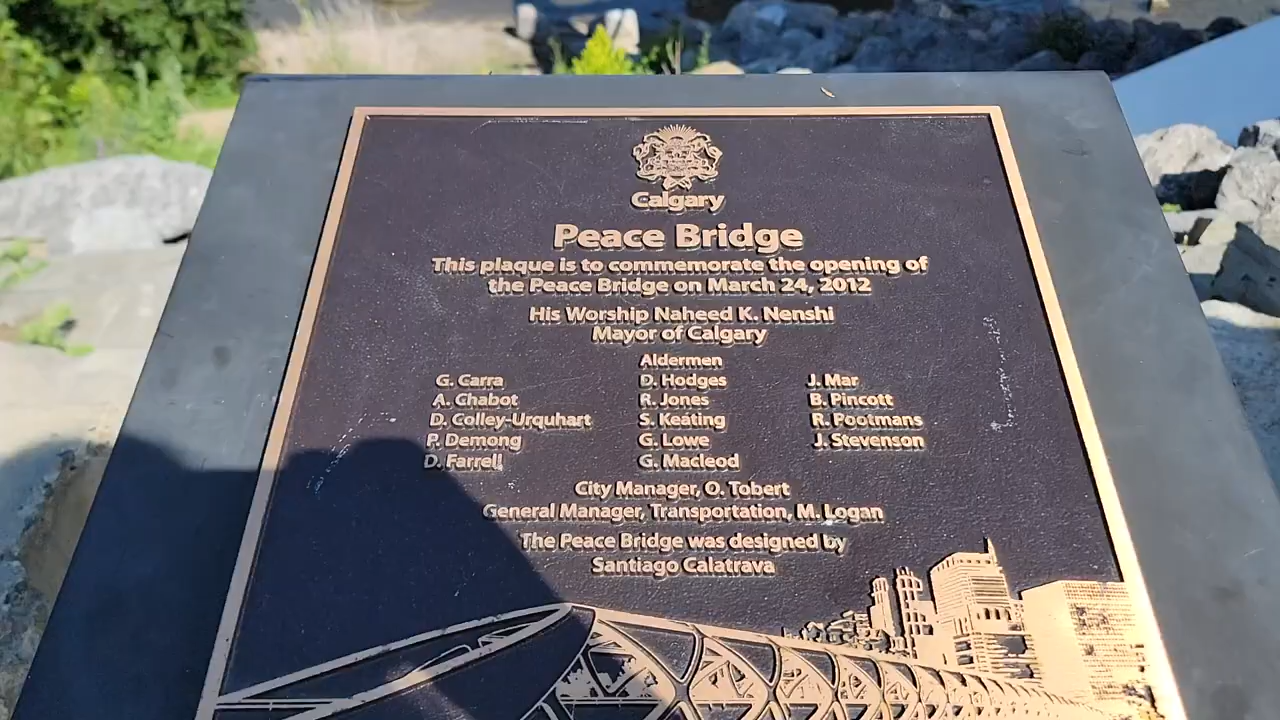 Calgary
Peace Bridge
This plaque is to commemorate the opening of
the Peace Bridge on March 24, 2012
His Worship Naheed K. Nenshi
Mayor of Calgary
Aldermen
G. Carra D. Hodges J. Mar
A. Chabot R. Jones B. Pincott
D. Colley-Urquhart S. Keating R. Pootmans
P. Demong G. Lowe J. Stevenson
D. Farrell G. Macleod
City Manager, O. Tobert
General Manager, Transportation, M. Logan
The Peace Bridge was designed by
Santiago Calatrava